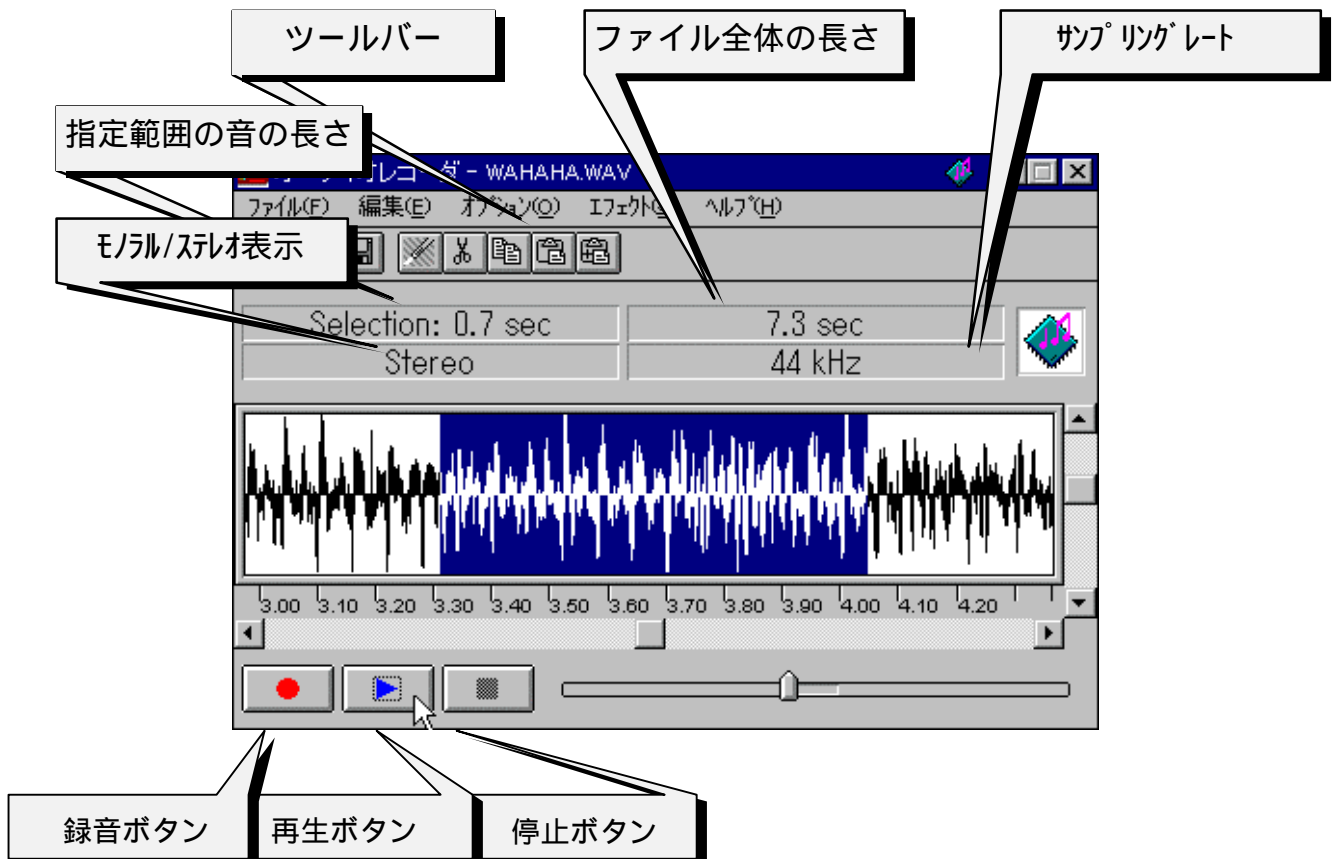 ツールバー
ファイル全体の長さ
ｻﾝﾌﾟﾘﾝｸﾞﾚｰﾄ
指定範囲の音の長さ
レコーダ - WAHAHA.WAV
ﾌｧｲﾙ(F) 編集(E) ｵﾌﾟｼｮﾝ(O) ｴﾌｪｸﾄ ﾍﾙﾌﾟ(H)
ﾓﾉﾗﾙ/ｽﾃﾚｵ表示
Selection: 0.7 sec
7.3 sec
Stereo
44 kHz
3.00 3.10 3.20 3.30 3.40 3.50 3.60 3.70 3.80 3.90 4.00 4.10 4.20
録音ボタン
再生ボタン
停止ボタン